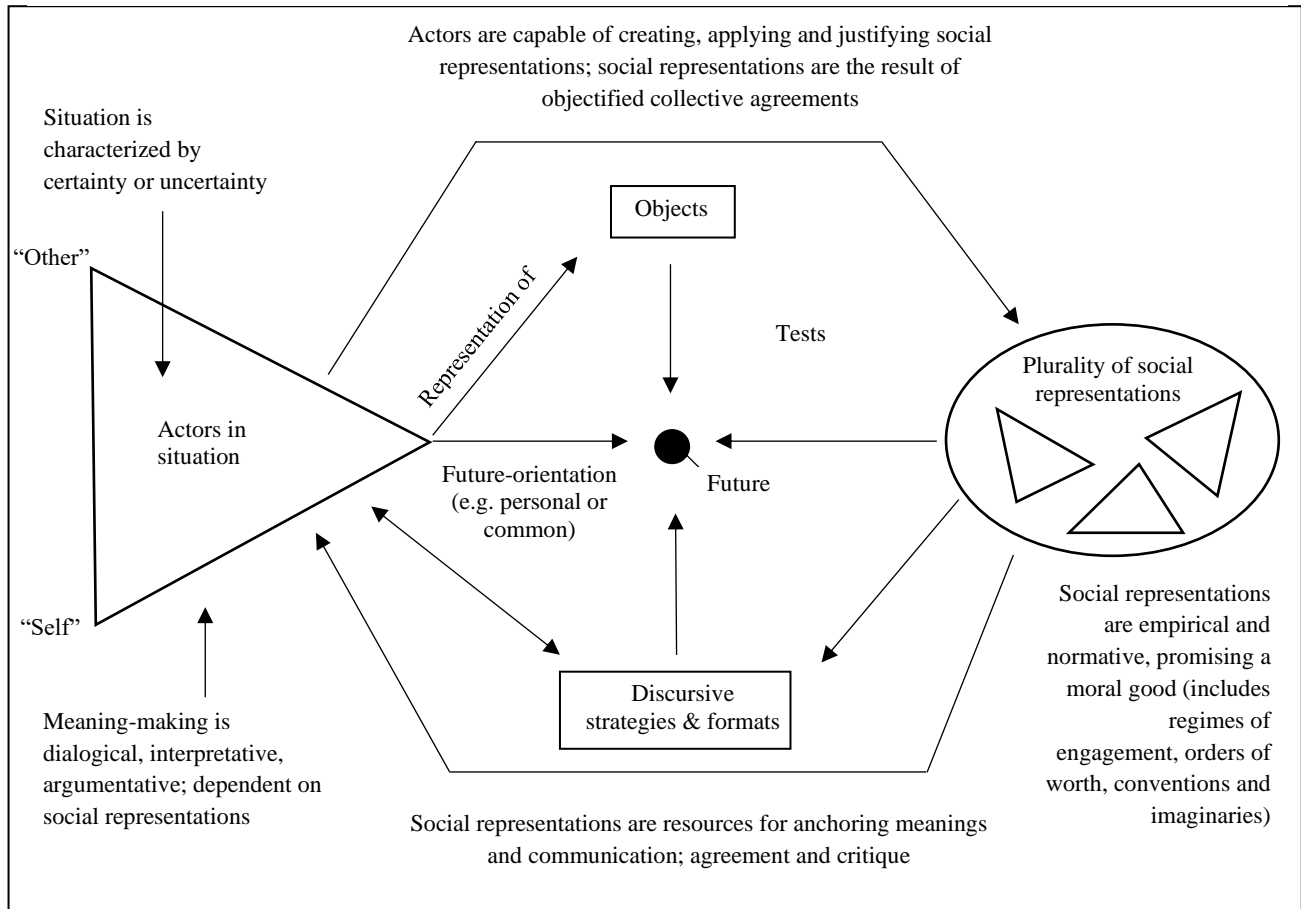 Actors are capable of creating, applying and justifying social
representations; social representations are the result of
objectified collective agreements
Situation is
characterized by
certainty or uncertainty
Objects
“Other”
Representation of
Tests
Plurality of social
representations
Actors in
situation
Future-orientation
(e.g. personal or
common)
Future
“Self”
Discursive
strategies & formats
Social representations
are empirical and
normative, promising a
moral good (includes
regimes of
engagement, orders of
worth, conventions and
imaginaries)
Meaning-making is
dialogical, interpretative,
argumentative; dependent on
social representations
Social representations are resources for anchoring meanings
and communication; agreement and critique